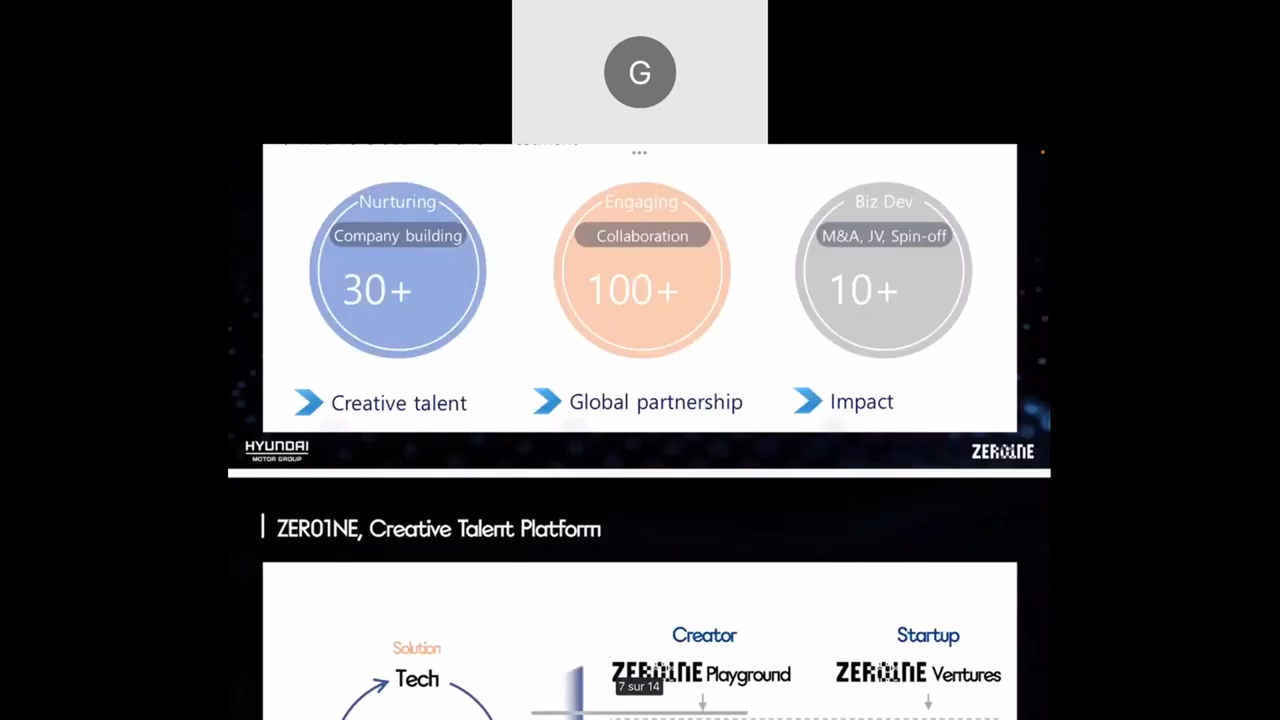 G
Nurturing
Company building
30+
Engaging
Collaboration
100+
Biz Dev
M&A, JV, Spin-off
10+
Creative talent
Global partnership
Impact
HYUNDAI
MOTOR GROUP
ZER01NE
ZER01NE, Creative Talent Platform
Solution
Tech
Creator
ZER01NE Playground
7 sur 14
Startup
ZER01NE Ventures